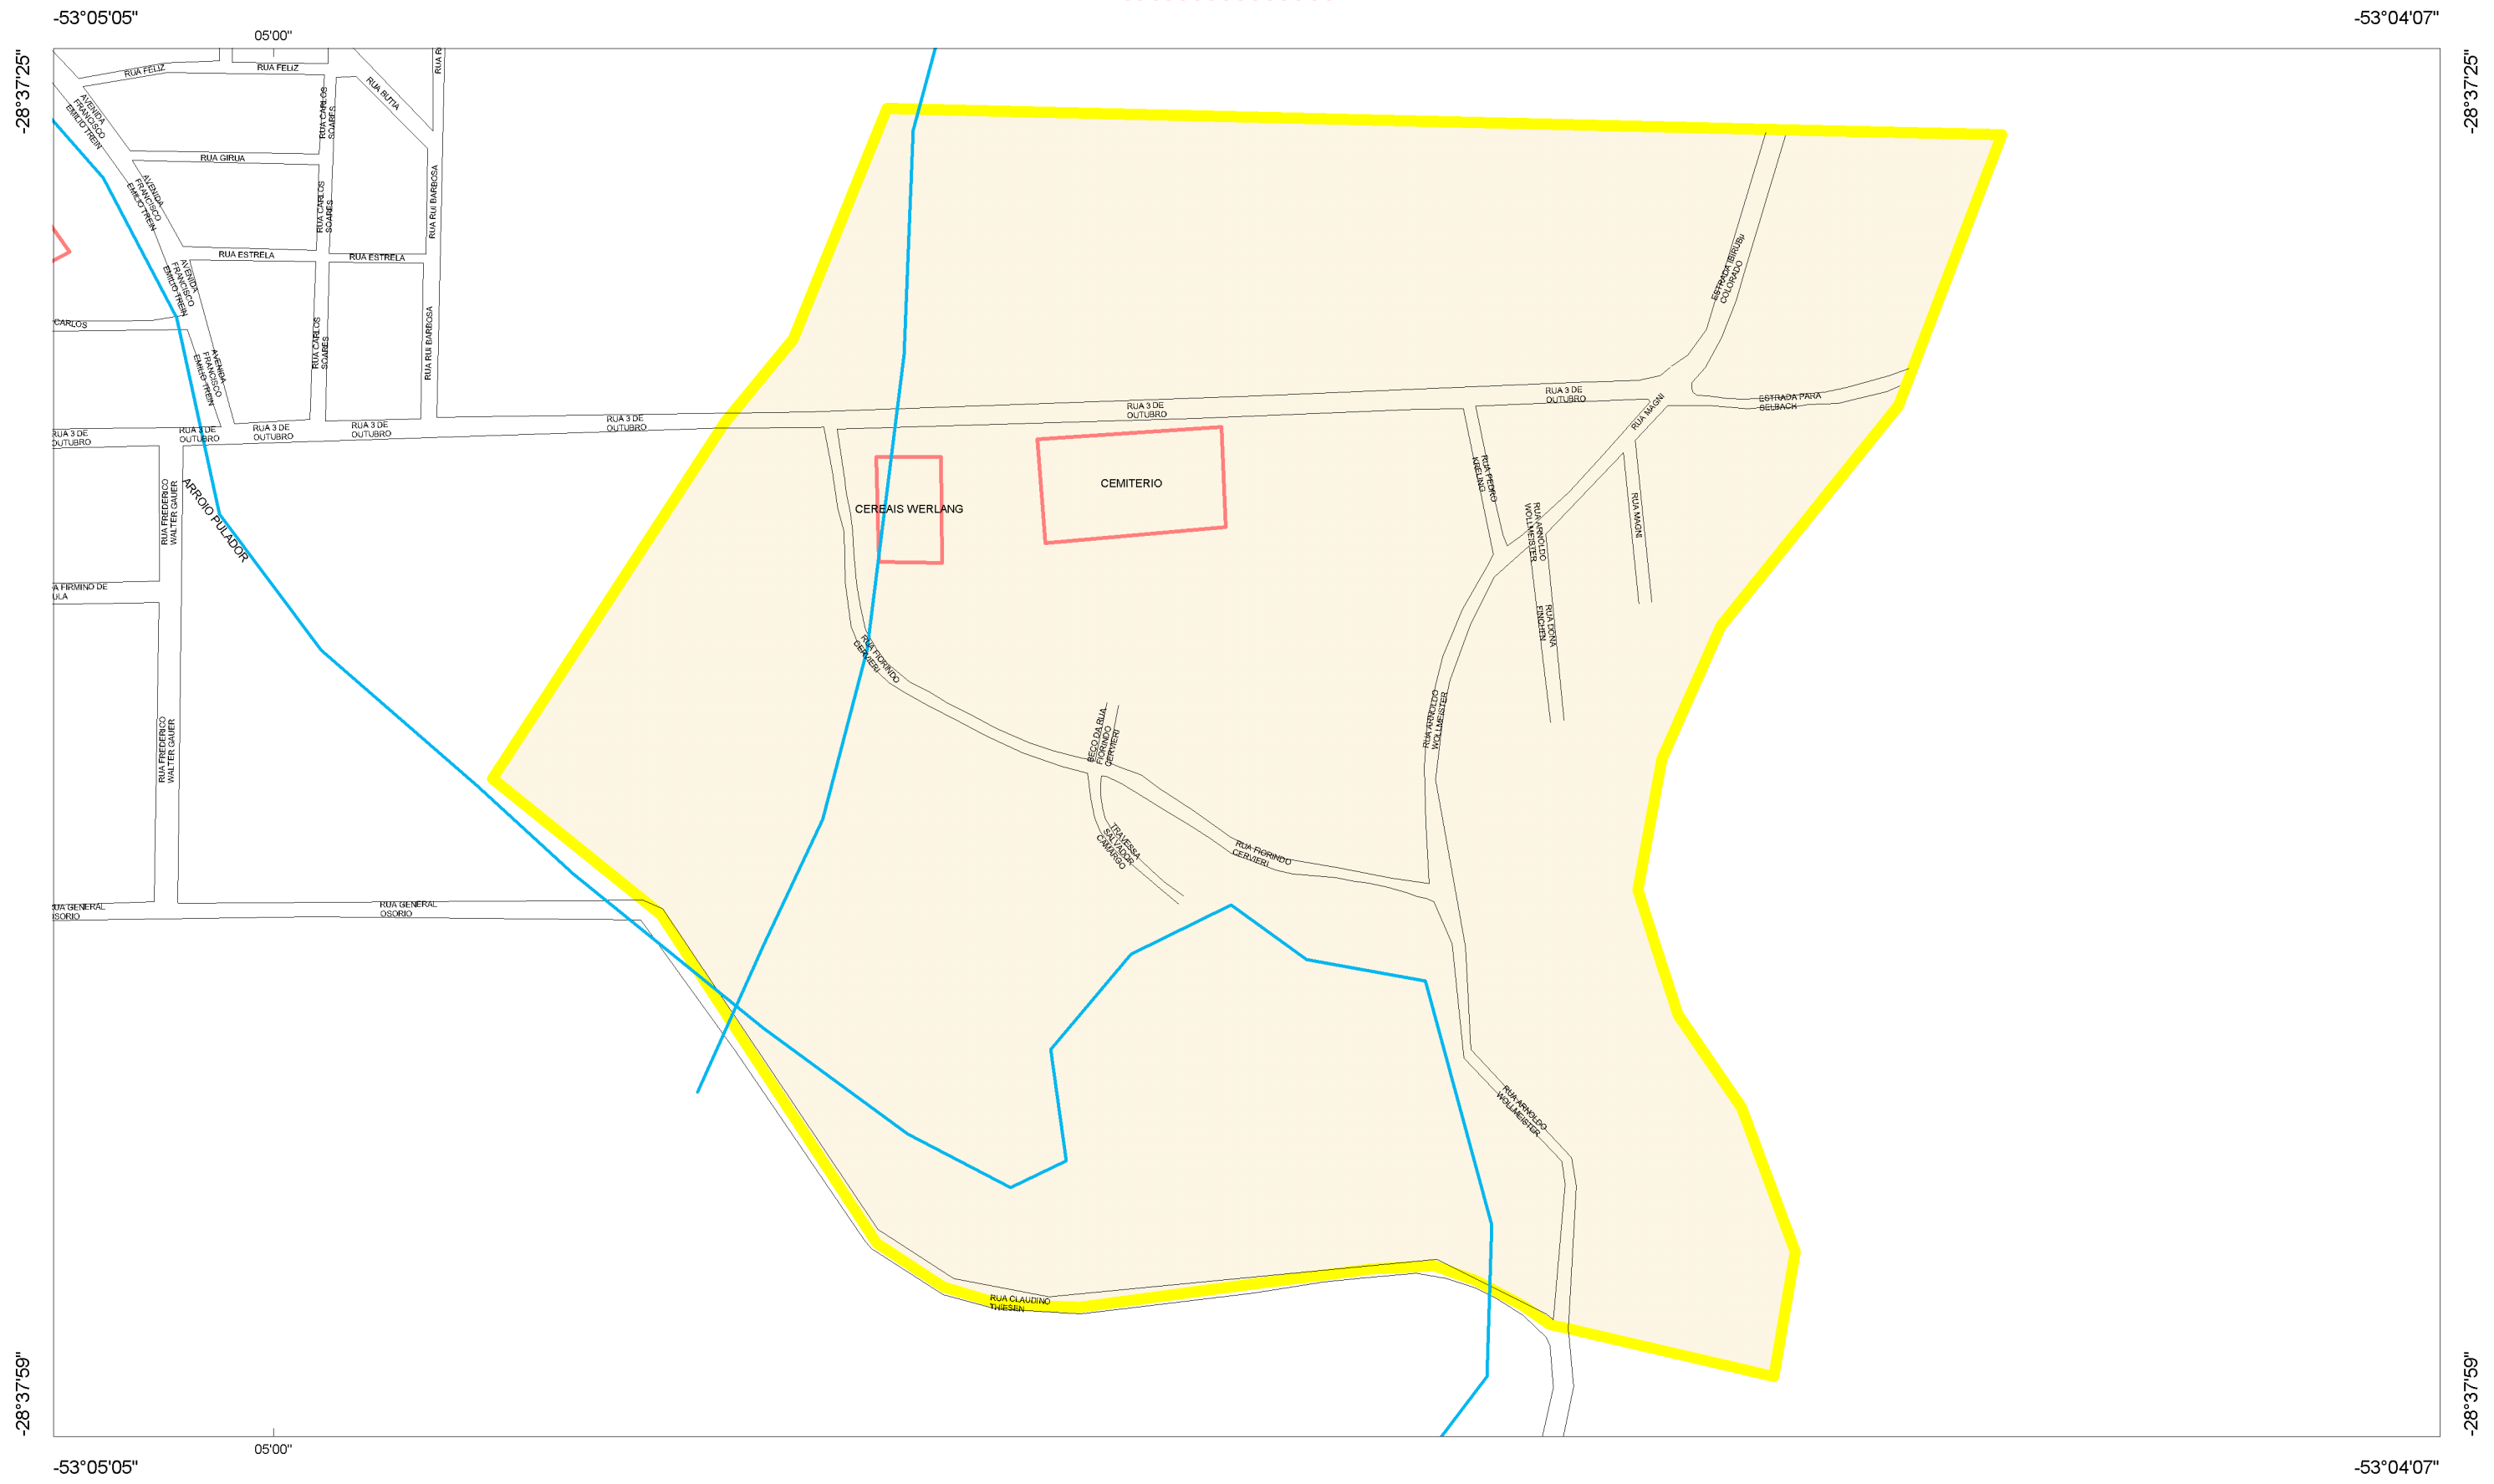 -53°05'05"
-53°04'07"
05'00"
-28°37'25"
-28°37'25"
RUA FELIZ
RUA FELIZ
RUA BUTIA
AVENIDA
FRANCISCO
EMILIO TREIN
RUA CARLOS
SOARES
RUA GIRUA
AVENIDA
FRANCISCO
EMILIO TREIN
RUA CARLOS
SOARES
RUA RUI BARBOSA
RUA ESTRELA
RUA ESTRELA
AVENIDA
FRANCISCO
EMILIO TREIN
ESTRADA IBIRUBµ
COLORADO
CARLOS
RUA CARLOS
SOARES
RUA RUI BARBOSA
AVENIDA
FRANCISCO
EMILIO TREIN
RUA 3 DE
OUTUBRO
RUA 3 DE
OUTUBRO
RUA 3 DE
OUTUBRO
RUA 3 DE
OUTUBRO
RUA 3 DE
OUTUBRO
RUA 3 DE
OUTUBRO
RUA 3 DE
OUTUBRO
RUA MAGNI
ESTRADA PARA
SELBACH
RUA FREDERICO
WALTER GAUER
ARROIO PULADOR
CEREAIS WERLANG
CEMITERIO
RUA PEDRO
KRELING
RUA ARNOLDO
WOLLMEISTER
RUA MAGNI
A FIRMINO DE
ULA
RUA DONA
FINCHEN
RUA FIORINDO
CERVIERI
RUA FREDERICO
WALTER GAUER
BECO DA RUA
FIORINDO
CERVIERI
RUA ARNOLDO
WOLLMEISTER
TRAVESSA
SALVADOR
CAMARGO
RUA FIORINDO
CERVIERI
RUA GENERAL
OSORIO
RUA GENERAL
OSORIO
RUA ARNOLDO
WOLLMEISTER
RUA CLAUDINO
THIESEN
-28°37'59"
-28°37'59"
05'00"
-53°05'05"
-53°04'07"